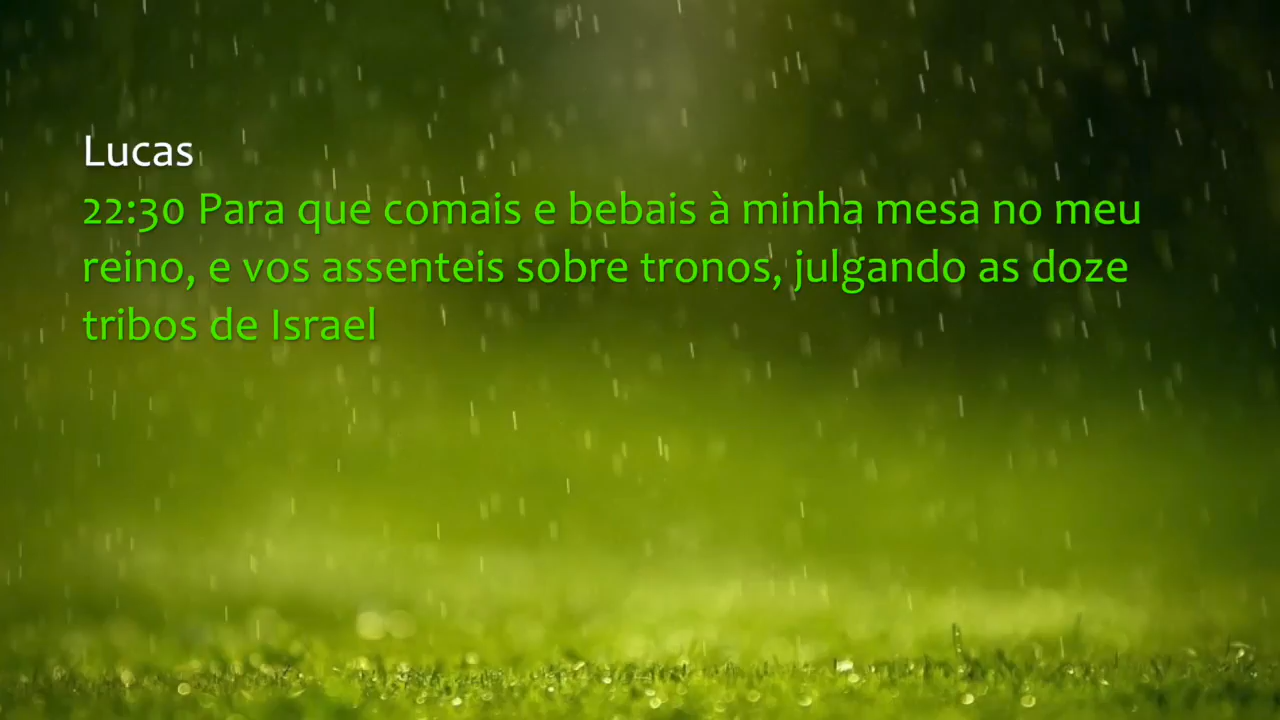 Lucas
22:30 Para que comais e bebais à minha mesa no meu
reino, e vos assenteis sobre tronos, julgando as doze
tribos de Israel